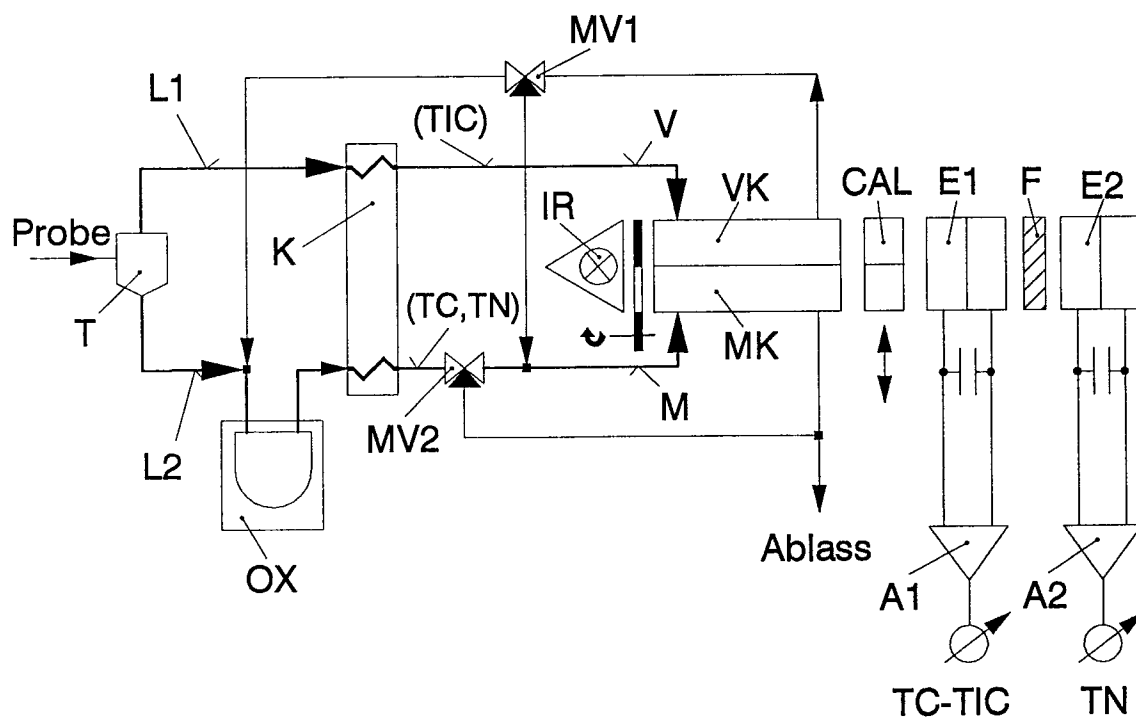 MV1
L1
(TIC)
V
Probe
K
IR
VK
CAL
E1
F
E2
T
(TC,TN)
MK
L2
MV2
M
OX
Ablass
A1
A2
TC-TIC
TN